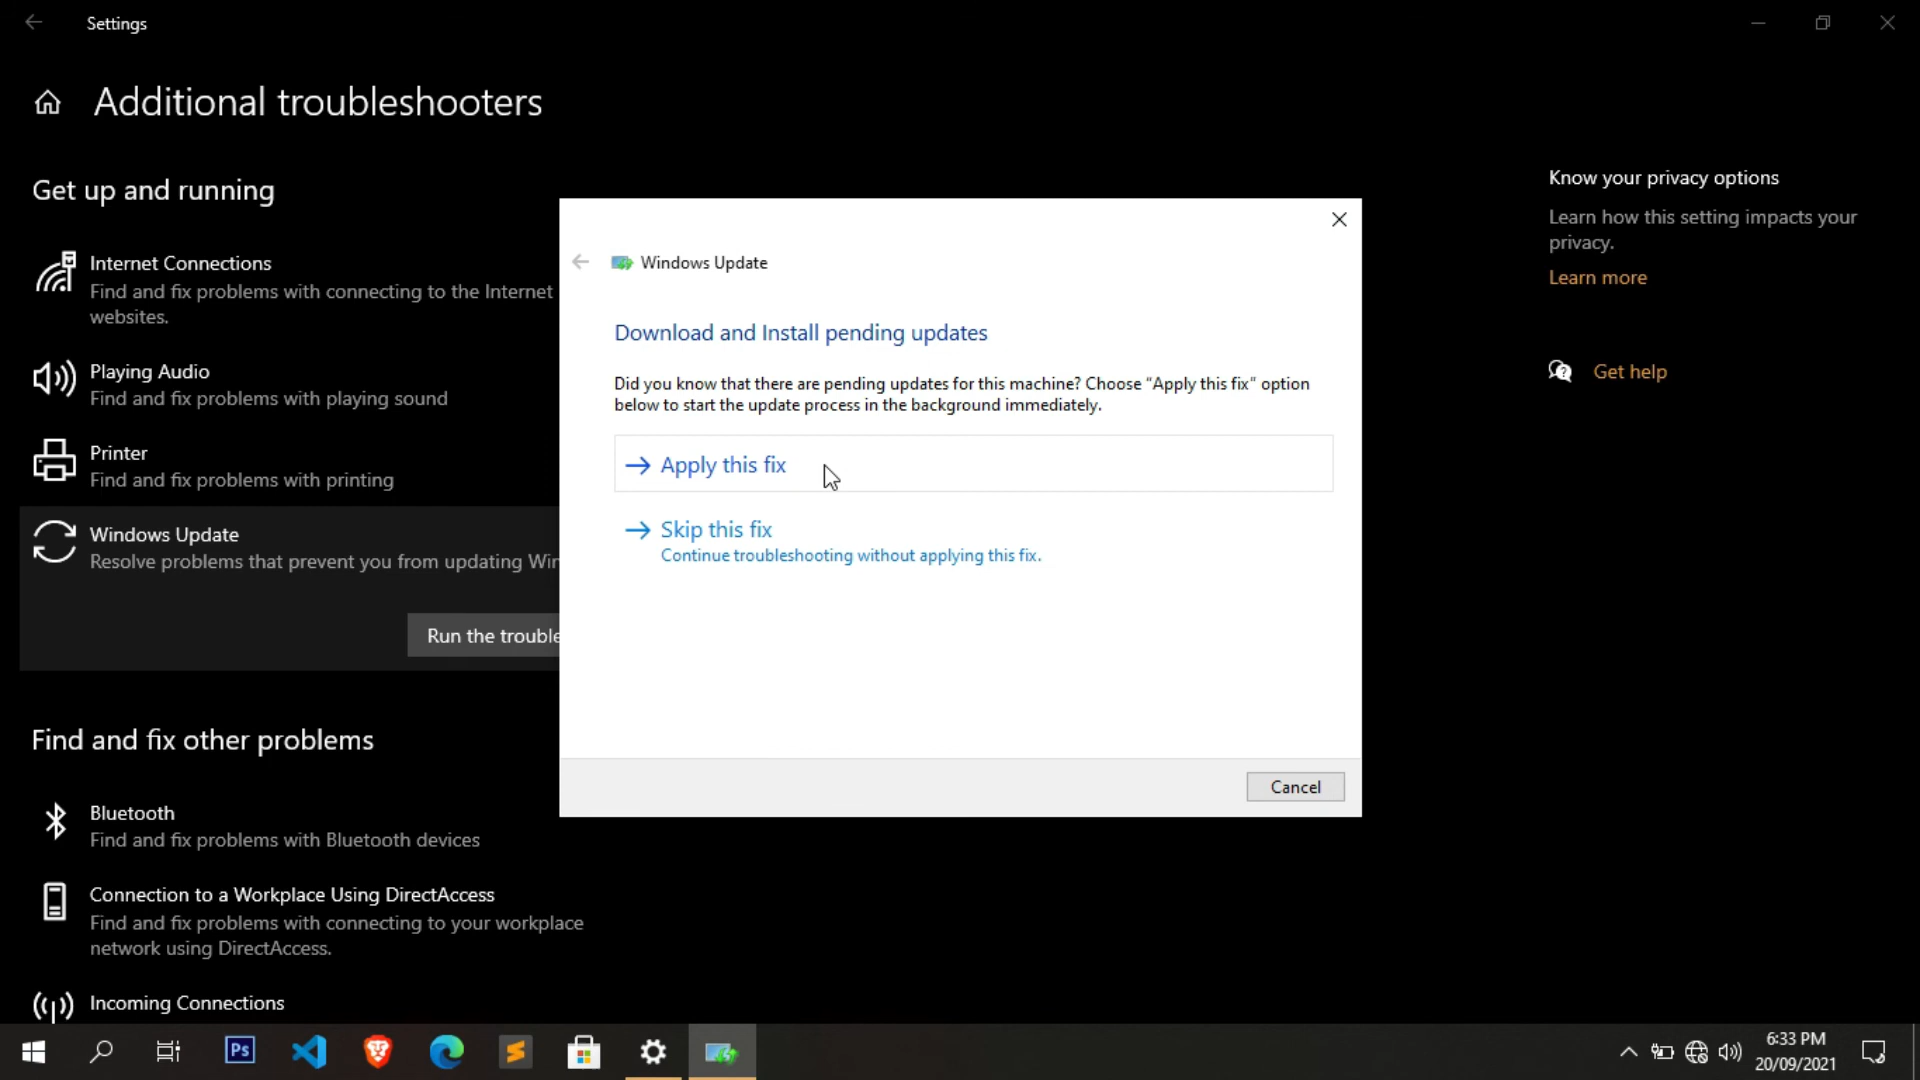 Settings
Additional troubleshooters
Get up and running
Internet Connections
Find and fix problems with connecting to the Internet
websites.
Playing Audio
Find and fix problems with playing sound
Printer
Find and fix problems with printing
Windows Update
Resolve problems that prevent you from updating Win
Run the trouble
Find and fix other problems
Bluetooth
Find and fix problems with Bluetooth devices
Connection to a Workplace Using DirectAccess
Find and fix problems with connecting to your workplace
network using DirectAccess.
Incoming Connections
Windows Update
Download and Install pending updates
Did you know that there are pending updates for this machine? Choose “Apply this fix” option
below to start the update process in the background immediately.
Apply this fix
Skip this fix
Continue troubleshooting without applying this fix.
Cancel
Know your privacy options
Learn how this setting impacts your
privacy.
Learn more
Get help
Ps
6:33 PM
20/09/2021